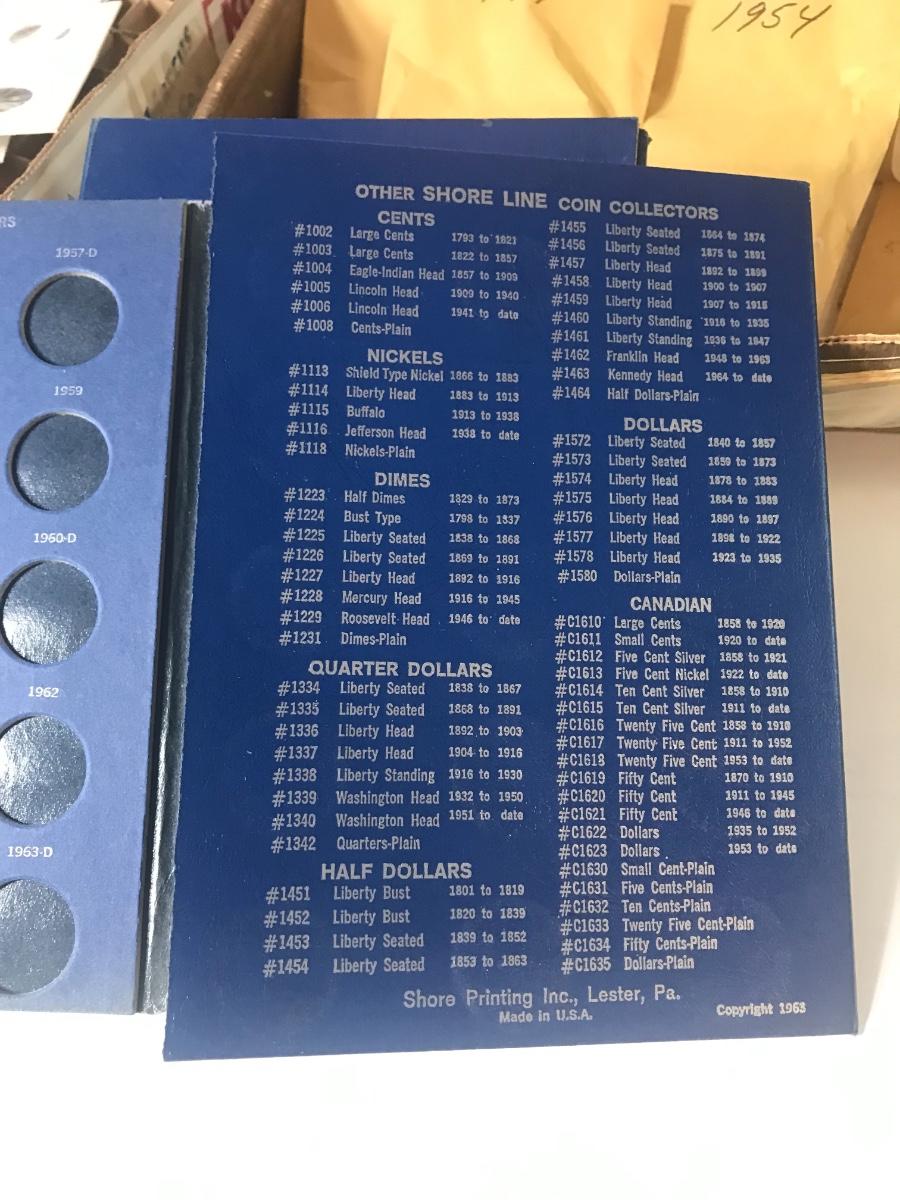 1954
RS
1957-D
1959
1960-D
1962
1963-D
OTHER SHORE LINE COIN COLLECTORS
CENTS
#1002 Large Cents 1793 to 1821
#1003 Large Cents 1822 to 1857
#1004 Eagle-Indian Head 1857 to 1909
#1005 Lincoln Head 1909 to 1940
#1006 Lincoln Head 1941 to date
#1008 Cents-Plain
NICKELS
#1113 Shield Type Nickel 1866 to 1883
#1114 Liberty Head 1883 to 1913
#1115 Buffalo 1913 to 1938
#1116 Jefferson Head 1938 to date
#1118 Nickels-Plain
DIMES
#1223 Half Dimes 1829 to 1873
#1224 Bust Type 1798 to 1837
#1225 Liberty Seated 1838 to 1868
#1226 Liberty Seated 1869 to 1891
#1227 Liberty Head 1892 to 1916
#1228 Mercury Head 1916 to 1945
#1229 Roosevelt Head 1946 to date
#1231 Dimes-Plain
QUARTER DOLLARS
#1334 Liberty Seated 1838 to 1867
#1335 Liberty Seated 1868 to 1891
#1336 Liberty Head 1892 to 1903
#1337 Liberty Head 1904 to 1916
#1338 Liberty Standing 1916 to 1930
#1339 Washington Head 1932 to 1950
#1340 Washington Head 1951 to date
#1342 Quarters-Plain
HALF DOLLARS
#1451 Liberty Bust 1801 to 1819
#1452 Liberty Bust 1820 to 1839
#1453 Liberty Seated 1839 to 1852
#1454 Liberty Seated 1853 to 1863
#1455 Liberty Seated 1864 to 1874
#1456 Liberty Seated 1875 to 1891
#1457 Liberty Head 1892 to 1899
#1458 Liberty Head 1900 to 1907
#1459 Liberty Head 1907 to 1915
#1460 Liberty Standing 1916 to 1935
#1461 Liberty Standing 1936 to 1947
#1462 Franklin Head 1948 to 1963
#1463 Kennedy Head 1964 to date
#1464 Half Dollars-Plain
DOLLARS
#1572 Liberty Seated 1840 to 1857
#1573 Liberty Seated 1859 to 1873
#1574 Liberty Head 1878 to 1883
#1575 Liberty Head 1884 to 1889
#1576 Liberty Head 1890 to 1897
#1577 Liberty Head 1898 to 1922
#1578 Liberty Head 1923 to 1935
#1580 Dollars-Plain
CANADIAN
#C1610 Large Cents 1858 to 1920
#C1611 Small Cents 1920 to date
#C1612 Five Cent Silver 1858 to 1921
#C1613 Five Cent Nickel 1922 to date
#C1614 Ten Cent Silver 1858 to 1910
#C1615 Ten Cent Silver 1911 to date
#C1616 Twenty Five Cent 1858 to 1910
#C1617 Twenty Five Cent 1911 to 1952
#C1618 Twenty Five Cent 1953 to date
#C1619 Fifty Cent 1870 to 1910
#C1620 Fifty Cent 1911 to 1945
#C1621 Fifty Cent 1946 to date
#C1622 Dollars 1935 to 1952
#C1623 Dollars 1953 to date
#C1630 Small Cent-Plain
#C1631 Five Cents-Plain
#C1632 Ten Cents-Plain
#C1633 Twenty Five Cent-Plain
#C1634 Fifty Cents-Plain
#C1635 Dollars-Plain
Shore Printing Inc., Lester, Pa.
Made in U.S.A.
Copyright 1963